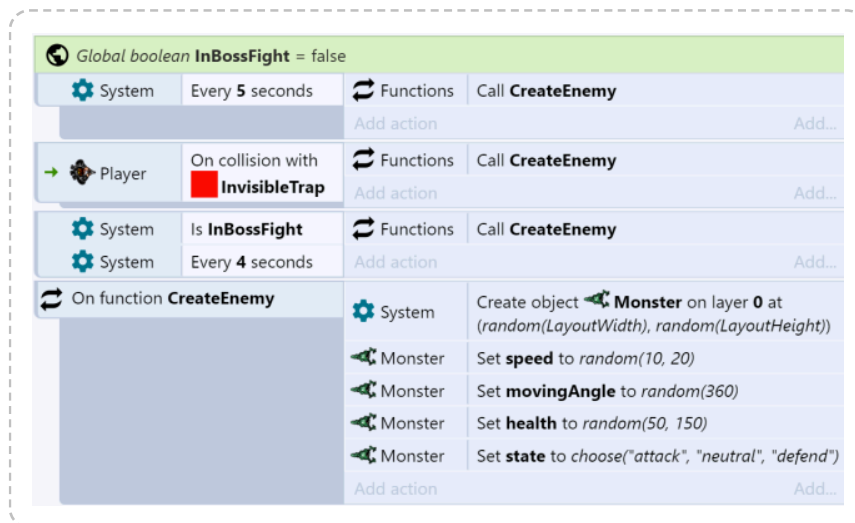 Global boolean InBossFight = false
System Every 5 seconds Functions Call CreateEnemy
Add action Add...
Player On collision with InvisibleTrap Functions Call CreateEnemy
Add action Add...
System Is InBossFight Functions Call CreateEnemy
System Every 4 seconds Add action Add...
On function CreateEnemy
System Create object Monster on layer 0 at
(random(LayoutWidth), random(LayoutHeight))
Monster Set speed to random(10, 20)
Monster Set movingAngle to random(360)
Monster Set health to random(50, 150)
Monster Set state to choose("attack", "neutral", "defend")
Add action Add...